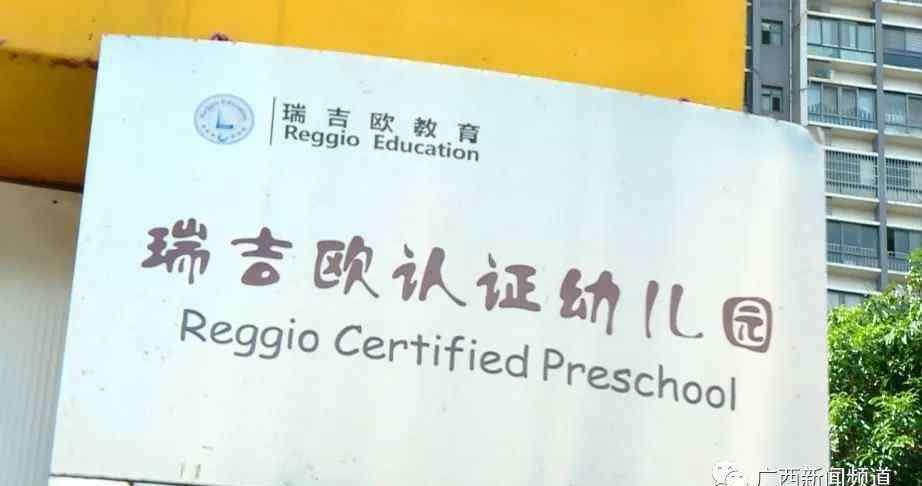 瑞吉欧教育
Reggio Education
瑞吉欧认证幼儿园
Reggio Certified Preschool
广西新闻频道